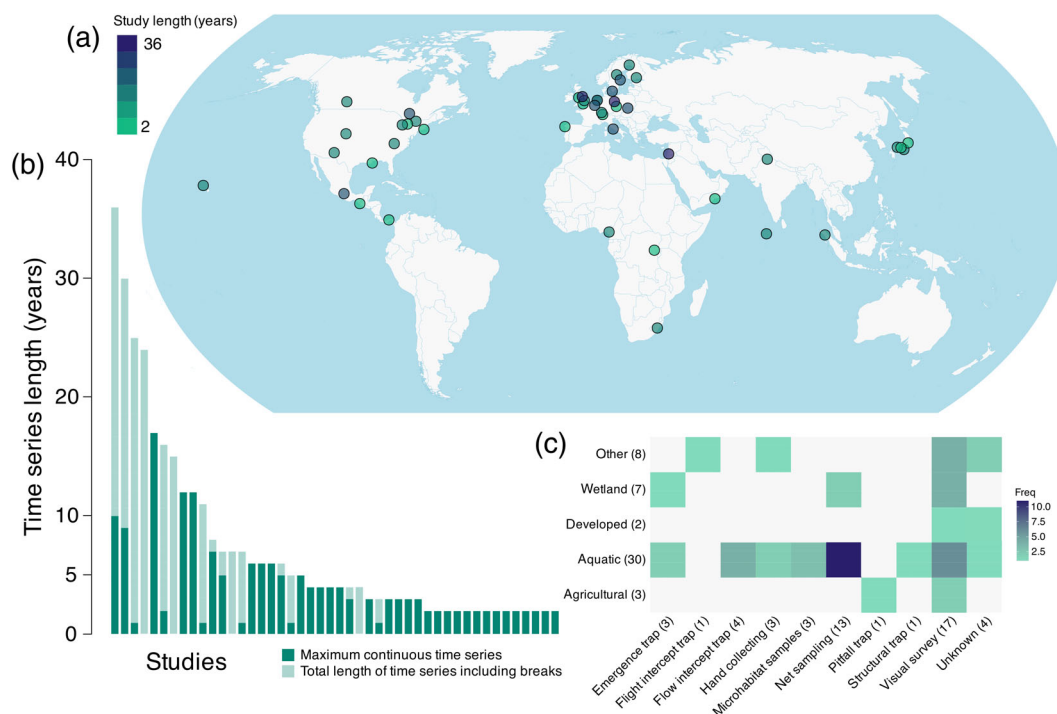 Study length (years)
(a)
36
2
(b)
40
30
20
10
5
0
Time series length (years)
Studies
Maximum continuous time series
Total length of time series including breaks
(c)
Other (8)
Wetland (7)
Developed (2)
Aquatic (30)
Agricultural (3)
Emergence trap (3)
Flight intercept trap (1)
Flow intercept trap (4)
Hand collecting (3)
Microhabitat samples (3)
Net sampling (13)
Pitfall trap (1)
Structural trap (1)
Visual survey (17)
Unknown (4)
Freq
10.0
7.5
5.0
2.5